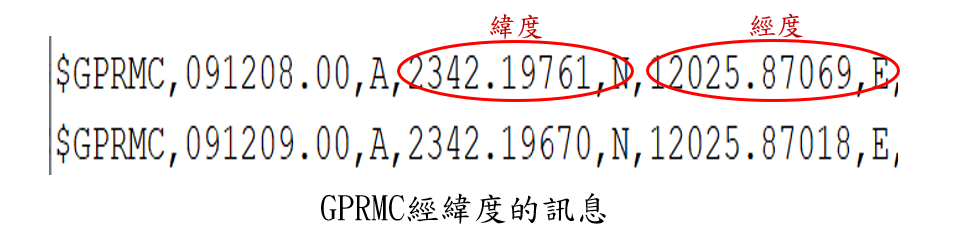 緯度 經度
$GPRMC,091208.00,A,2342.19761,N,12025.87069,E,
$GPRMC,091209.00,A,2342.19670,N,12025.87018,E,
GPRMC經緯度的訊息